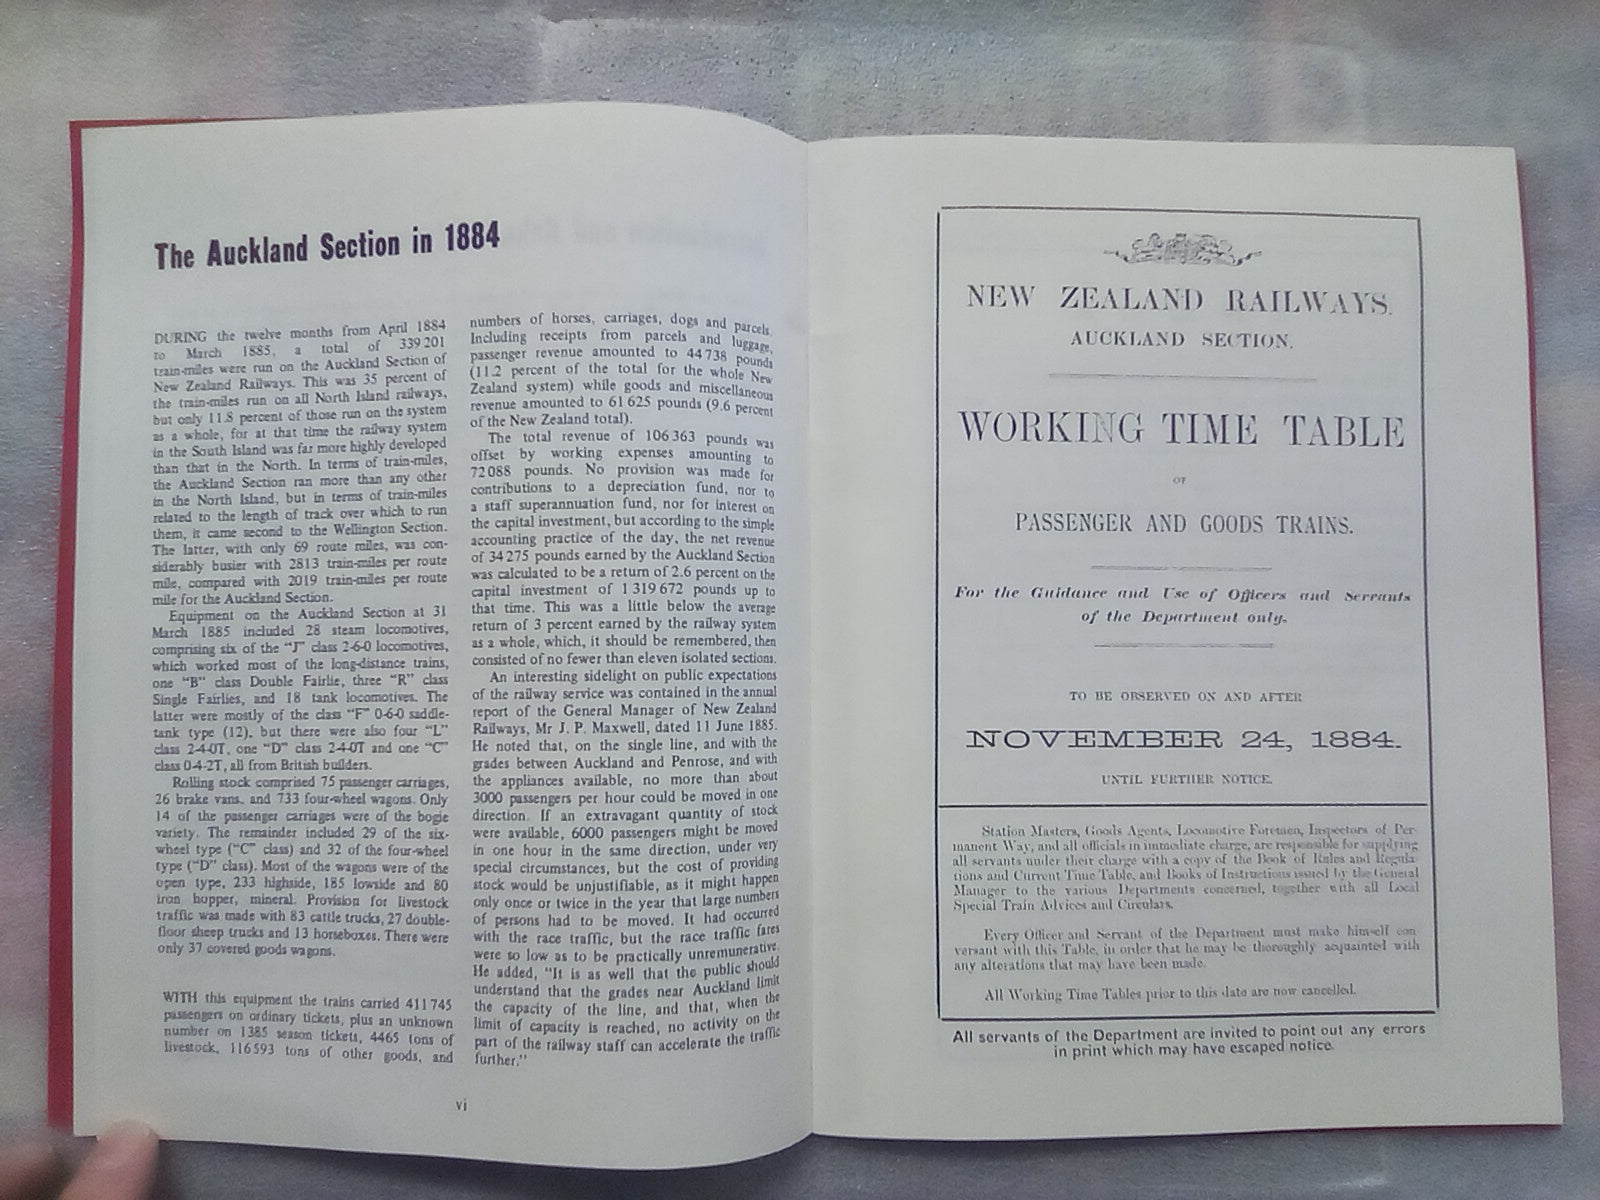 The Auckland Section in 1884
DURING the twelve months from April 1884
to March 1885, a total of 339 201
train-miles were run on the Auckland Section of
New Zealand Railways. This was 35 percent of
the train-miles run on all North Island railways,
but only 11.8 percent of those run on the system
as a whole, for at that time the railway system
in the South Island was far more highly developed
than that in the North. In terms of train-miles,
the Auckland Section ran more than any other
in the North Island, but in terms of train-miles
related to the length of track over which to run
them, it came second to the Wellington Section.
The latter, with only 69 route miles, was con-
siderably busier with 2813 train-miles per route
mile, compared with 2019 train-miles per route
mile for the Auckland Section.
Equipment on the Auckland Section at 31
March 1885 included 28 steam locomotives,
comprising six of the "J" class 2-6-0 locomotives,
which worked most of the long-distance trains,
one "B" class Double Fairlie, three "R" class
Single Fairlies, and 18 tank locomotives. The
latter were mostly of the class "F" 0-6-0 saddle-
tank type (12), but there were also four "L"
class 2-4-0T, one "D" class 2-4-0T and one "C"
class 0-4-2T, all from British builders.
Rolling stock comprised 75 passenger carriages,
26 brake vans, and 733 four-wheel wagons. Only
14 of the passenger carriages were of the bogie
variety. The remainder included 29 of the six-
wheel type ("C" class) and 32 of the four-wheel
type ("D" class). Most of the wagons were of the
open type, 233 highside, 185 lowside and 80
iron hopper, mineral. Provision for livestock
traffic was made with 83 cattle trucks, 27 double-
floor sheep trucks and 13 horseboxes. There were
only 37 covered goods wagons.
WITH this equipment the trains carried 411 745
passengers on ordinary tickets, plus an unknown
number on 1385 season tickets, 4465 tons of
livestock, 116 593 tons of other goods, and
numbers of horses, carriages, dogs and parcels.
Including receipts from parcels and luggage,
passenger revenue amounted to 44 738 pounds
(11.2 percent of the total for the whole New
Zealand system) while goods and miscellaneous
revenue amounted to 61 625 pounds (9.6 percent
of the New Zealand total).
The total revenue of 106 363 pounds was
offset by working expenses amounting to
72 088 pounds. No provision was made for
contributions to a depreciation fund, nor to
a staff superannuation fund, nor for interest on
the capital investment, but according to the simple
accounting practice of the day, the net revenue
of 34 275 pounds earned by the Auckland Section
was calculated to be a return of 2.6 percent on the
capital investment of 1 319 672 pounds up to
that time. This was a little below the average
return of 3 percent earned by the railway system
as a whole, which, it should be remembered, then
consisted of no fewer than eleven isolated sections.
An interesting sidelight on public expectations
of the railway service was contained in the annual
report of the General Manager of New Zealand
Railways, Mr J. P. Maxwell, dated 11 June 1885.
He noted that, on the single line, and with the
grades between Auckland and Penrose, and with
the appliances available, no more than about
3000 passengers per hour could be moved in one
direction. If an extravagant quantity of stock
were available, 6000 passengers might be moved
in one hour in the same direction, under very
special circumstances, but the cost of providing
stock would be unjustifiable, as it might happen
only once or twice in the year that large numbers
of persons had to be moved. It had occurred
with the race traffic, but the race traffic fares
were so low as to be practically unremunerative.
He added, "It is as well that the public should
understand that the grades near Auckland limit
the capacity of the line, and that, when the
limit of capacity is reached, no activity on the
part of the railway staff can accelerate the traffic
further."
vi
NEW ZEALAND RAILWAYS.
AUCKLAND SECTION.
WORKING TIME TABLE
OF
PASSENGER AND GOODS TRAINS.
For the Guidance and Use of Officers and Servants
of the Department only.
TO BE OBSERVED ON AND AFTER
NOVEMBER 24, 1884.
UNTIL FURTHER NOTICE.
Station Masters, Goods Agents, Locomotive Foremen, Inspectors of Per-
manent Way, and all officials in immediate charge, are responsible for supplying
all servants under their charge with a copy of the Book of Rules and Regula-
tions and Current Time Table, and Books of Instructions issued by the General
Manager to the various Departments concerned, together with all Local
Special Train Advices and Circulars.
Every Officer and Servant of the Department must make himself con
versant with this Table, in order that he may be thoroughly acquainted with
any alterations that may have been made.
All Working Time Tables prior to this date are now cancelled.
All servants of the Department are invited to point out any errors
in print which may have escaped notice.